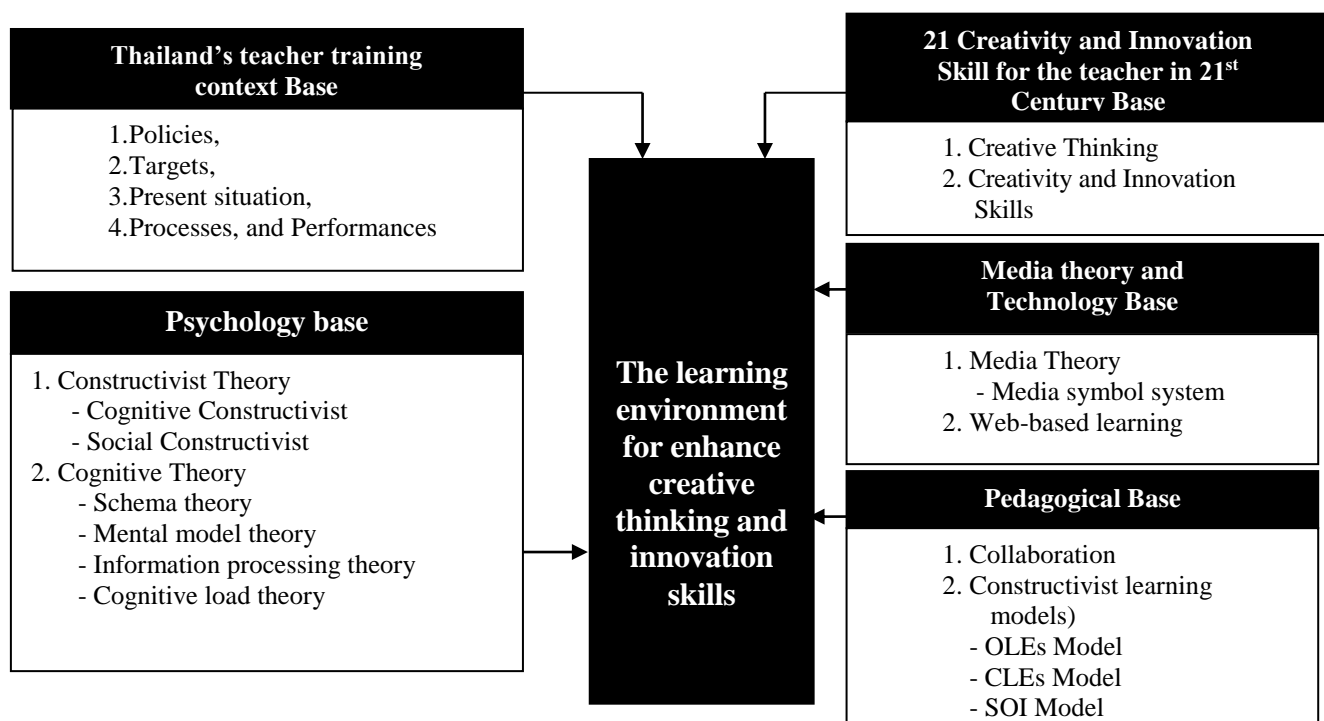 Thailand's teacher training
context Base
1.Policies,
2.Targets,
3.Present situation,
4.Processes, and Performances
Psychology base
1. Constructivist Theory
- Cognitive Constructivist
- Social Constructivist
2. Cognitive Theory
- Schema theory
- Mental model theory
- Information processing theory
- Cognitive load theory
The learning
environment
for enhance
creative
thinking and
innovation
skills
21 Creativity and Innovation
Skill for the teacher in 21st
Century Base
1. Creative Thinking
2. Creativity and Innovation
Skills
Media theory and
Technology Base
1. Media Theory
- Media symbol system
2. Web-based learning
Pedagogical Base
1. Collaboration
2. Constructivist learning
models)
- OLEs Model
- CLEs Model
- SOI Model